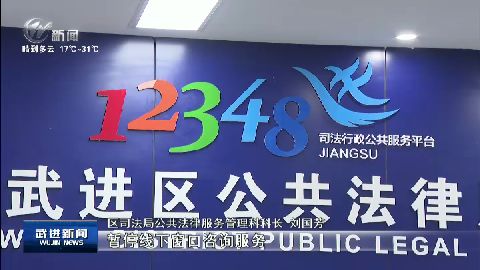 新闻
晴到多云 17℃~31℃
12348
司法行政公共服务平台
JIANGSU
武进区公共法律
区司法局公共法律服务管理科科长 刘国芳
武进新闻
WUJIN NEWS
PUBLIC LEGAL
暂停线下窗口咨询服务